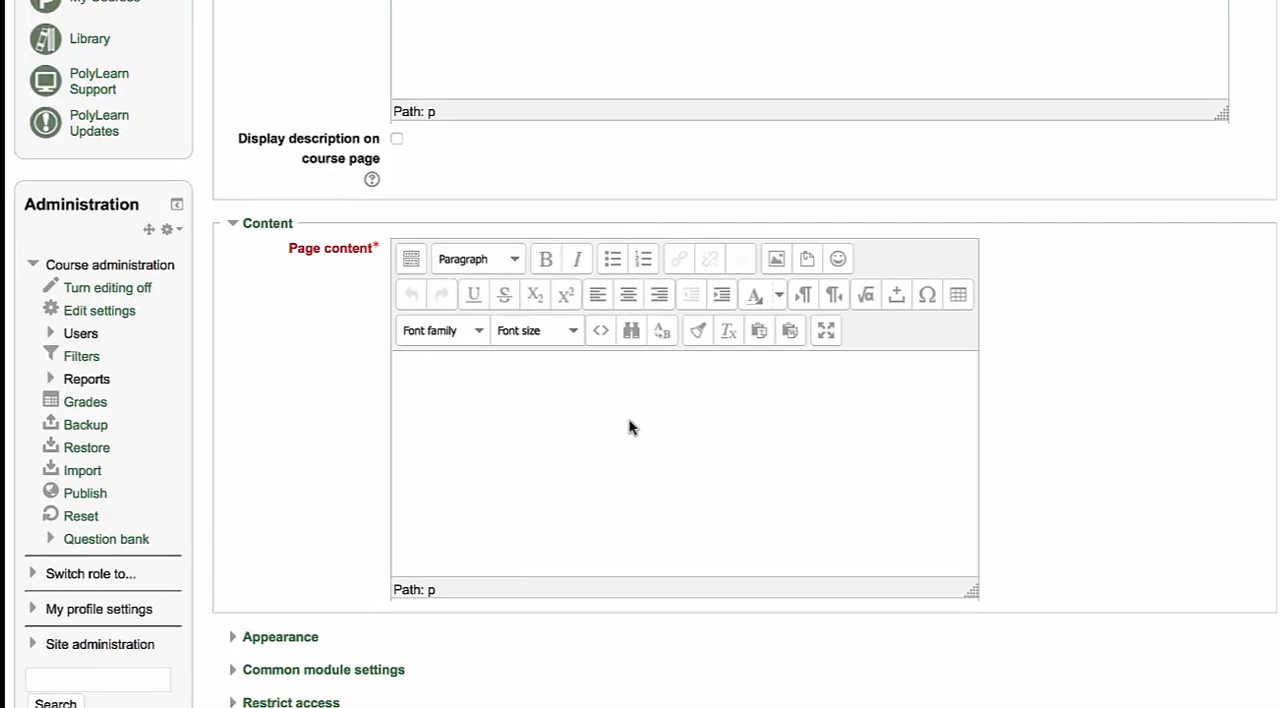 My Courses
Library
PolyLearn
Support
PolyLearn
Updates
Path: p
Display description on
course page
Administration
Course administration
Turn editing off
Edit settings
Users
Filters
Reports
Grades
Backup
Restore
Import
Publish
Reset
Question bank
Switch role to...
My profile settings
Site administration
Search
Content
Page content*
Paragraph
Font family
Font size
Path: p
Appearance
Common module settings
Restrict access